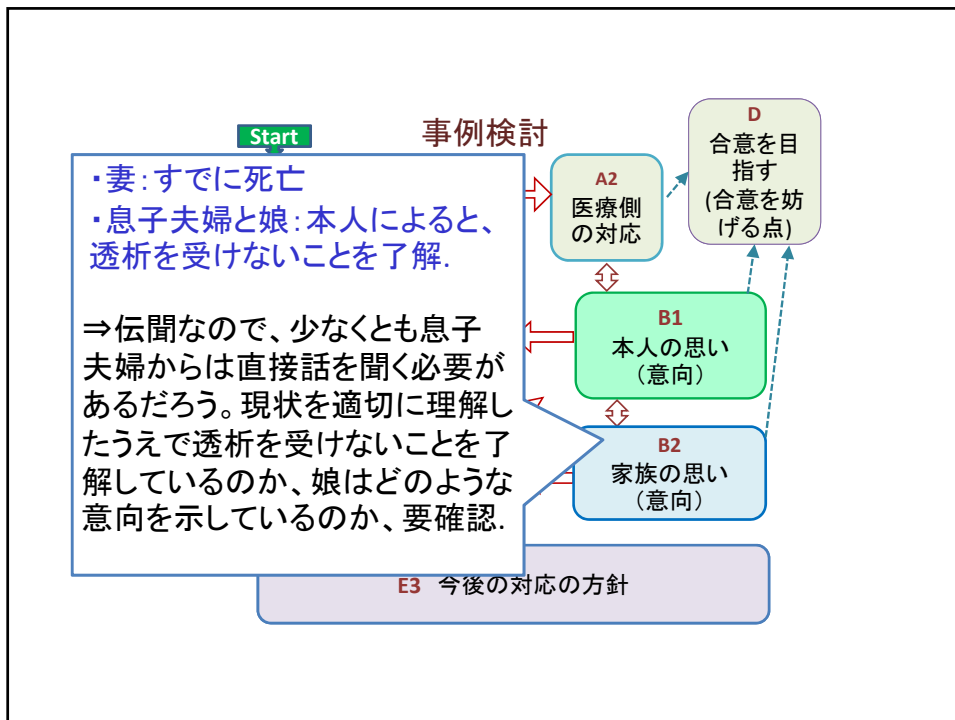 Start
事例検討
・妻：すでに死亡
・息子夫婦と娘：本人によると、
透析を受けないことを了解.
⇒伝聞なので、少なくとも息子
夫婦からは直接話を聞く必要が
あるだろう。現状を適切に理解し
たうえで透析を受けないことを了
解しているのか、娘はどのような
意向を示しているのか、要確認.
A2
医療側
の対応
D
合意を目
指す
(合意を妨
げる点)
B1
本人の思い
（意向）
B2
家族の思い
（意向）
E3 今後の対応の方針